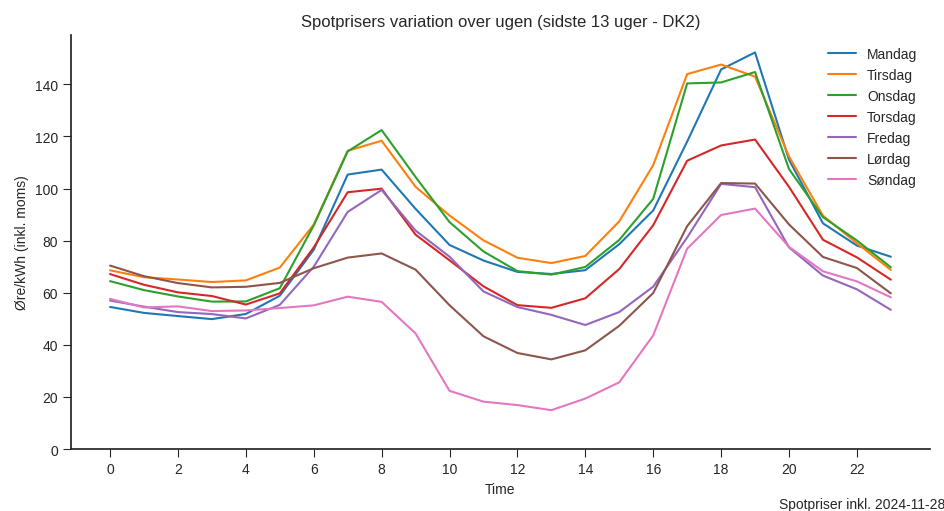 Spotprisers variation over ugen (sidste 13 uger - DK2)
Mandag
Tirsdag
Onsdag
Torsdag
Fredag
Lørdag
Søndag
Øre/kWh (inkl. moms)
140
120
100
80
60
40
20
0
0 2 4 6 8 10 12 14 16 18 20 22
Time
Spotpriser inkl. 2024-11-28